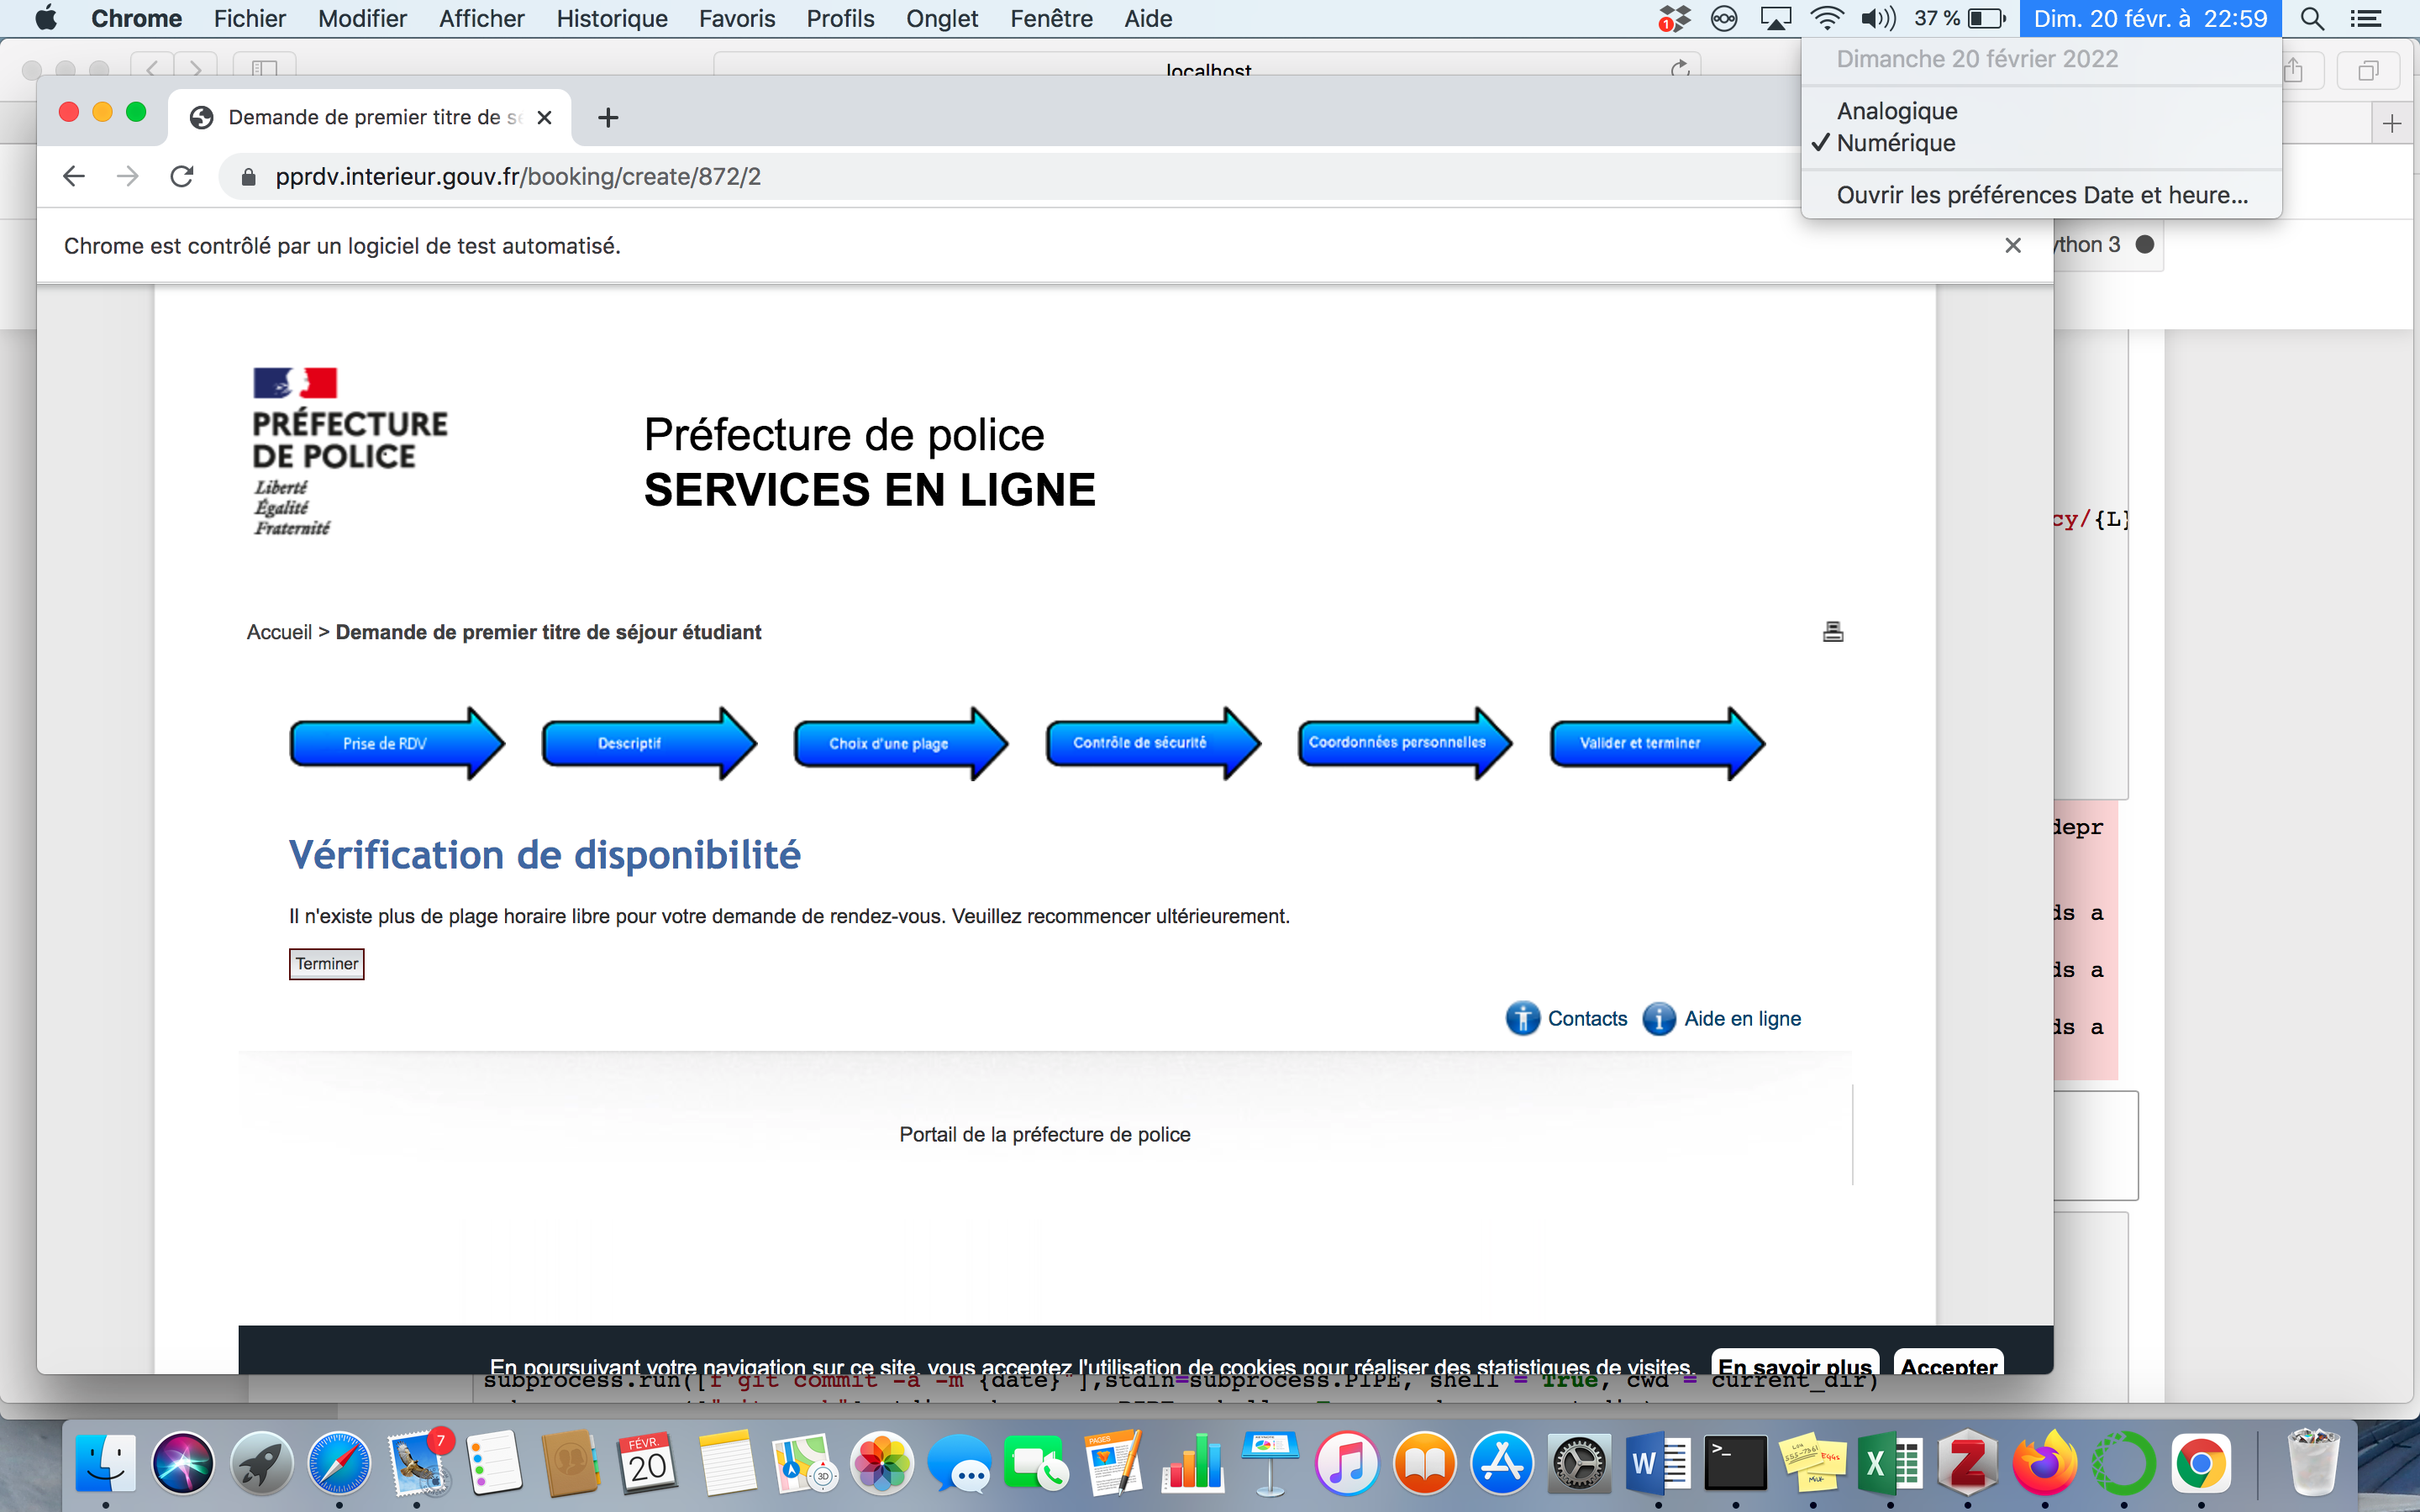 Chrome Fichier Modifier Afficher Historique Favoris Profils Onglet Fenêtre Aide 1 37 % Dim. 20 févr. à 22:59
Dimanche 20 février 2022
Analogique
✓ Numérique
Ouvrir les préférences Date et heure...
localhost
Demande de premier titre de s
pprdv.interieur.gouv.fr/booking/create/872/2
Chrome est contrôlé par un logiciel de test automatisé.
ython 3
PRÉFECTURE
DE POLICE
Liberté
Égalité
Fraternité
Préfecture de police
SERVICES EN LIGNE
cy/{L}
Accueil > Demande de premier titre de séjour étudiant
Prise de RDV
Descriptif
Choix d'une plage
Contrôle de sécurité
Coordonnées personnelles
Valider et terminer
depr
Vérification de disponibilité
Il n'existe plus de plage horaire libre pour votre demande de rendez-vous. Veuillez recommencer ultérieurement.
ds a
Terminer
ds a
Contacts Aide en ligne
ds a
Portail de la préfecture de police
En poursuivant votre navigation sur ce site, vous acceptez l'utilisation de cookies pour réaliser des statistiques de visites. En savoir plus Accepter
subprocess.run([f"git commit -a -m {date}"],stdin=subprocess.PIPE, shell = True, cwd = current_dir)
7
FÉVR.
20
3D
PAGES
W
>_
X
Z